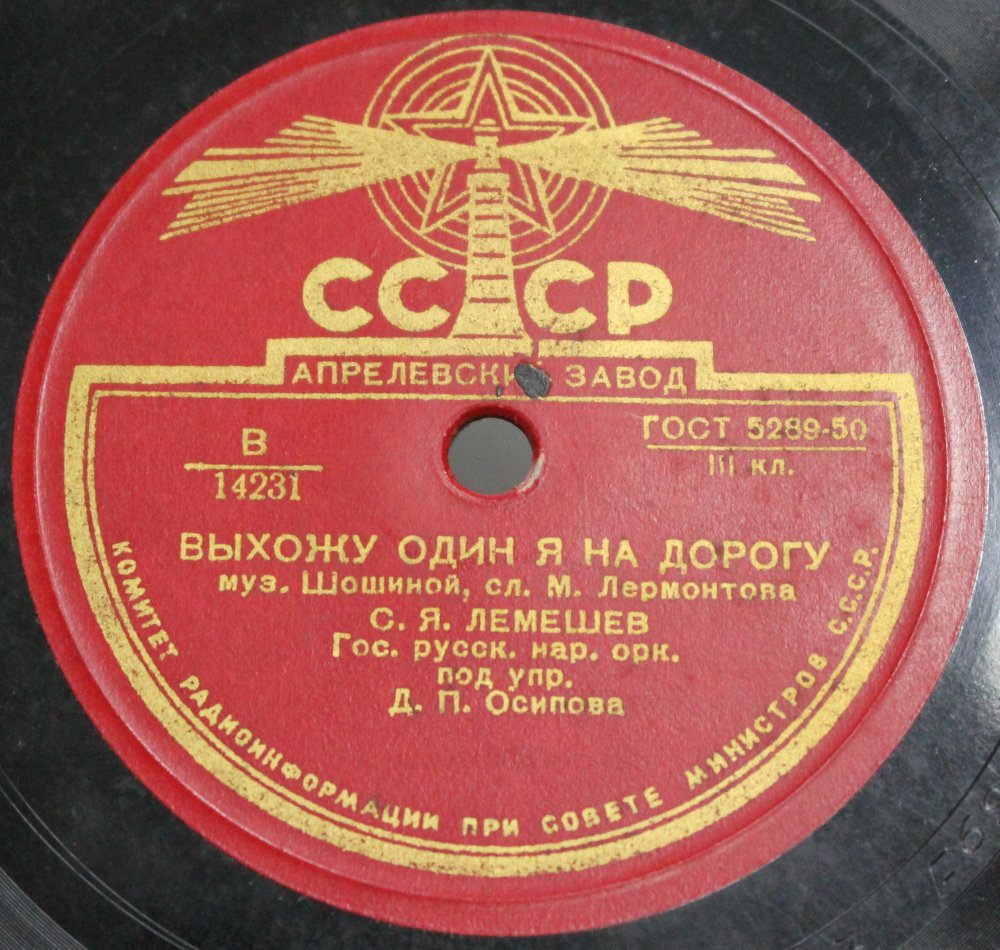 СССР
АПРЕЛЕВСКИЙ ЗАВОД
В
14231
ГОСТ 5289-50
III кл.
ВЫХОЖУ ОДИН Я НА ДОРОГУ
муз. Шошиной, сл. М. Лермонтова
С. Я. ЛЕМЕШЕВ
Гос. русск. нар. орк.
под упр.
Д. П. Осипова
КОМИТЕТ РАДИОИНФОРМАЦИИ ПРИ СОВЕТЕ МИНИСТРОВ С.С.С.Р.